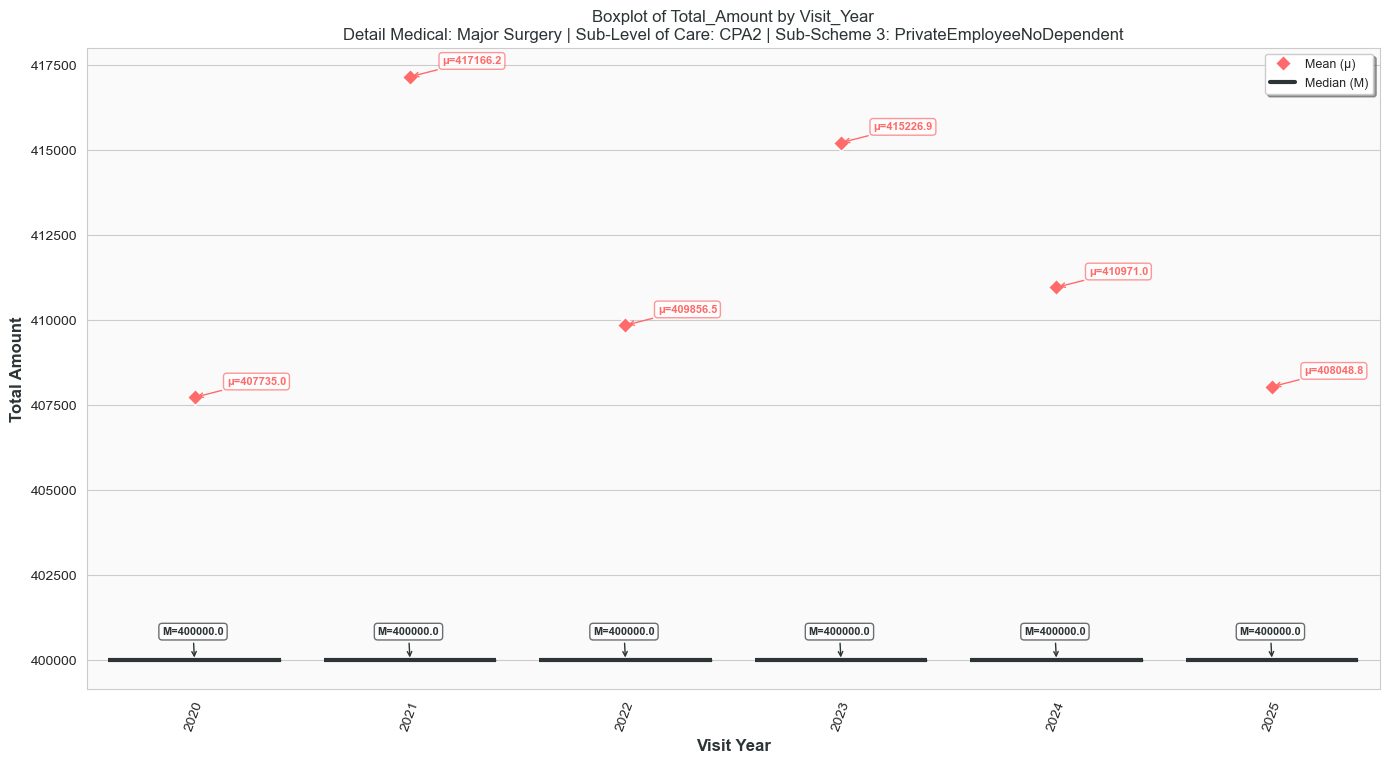 Boxplot of Total_Amount by Visit_Year
Detail Medical: Major Surgery | Sub-Level of Care: CPA2 | Sub-Scheme 3: PrivateEmployeeNoDependent
Mean (μ)
Median (M)
Total Amount
417500
415000
412500
410000
407500
405000
402500
400000
μ=407735.0
μ=417166.2
μ=409856.5
μ=415226.9
μ=410971.0
μ=408048.8
M=400000.0
M=400000.0
M=400000.0
M=400000.0
M=400000.0
M=400000.0
2020
2021
2022
2023
2024
2025
Visit Year